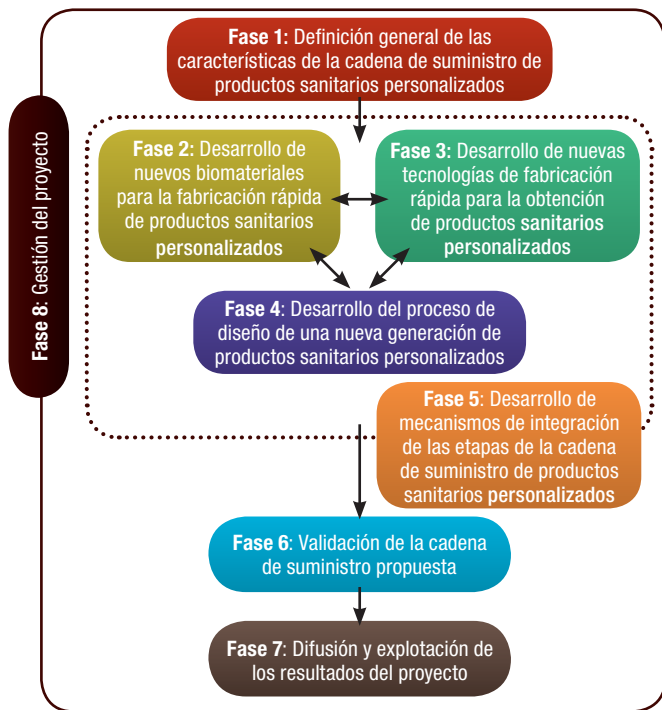 Fase 1: Definición general de las
características de la cadena de suministro de
productos sanitarios personalizados
Fase 2: Desarrollo de
nuevos biomateriales
para la fabricación rápida
de productos sanitarios
personalizados
Fase 3: Desarrollo de nuevas
tecnologías de fabricación
rápida para la obtención
de productos sanitarios
personalizados
Fase 4: Desarrollo del proceso de
diseño de una nueva generación de
productos sanitarios personalizados
Fase 5: Desarrollo de
mecanismos de integración
de las etapas de la cadena
de suministro de productos
sanitarios personalizados
Fase 6: Validación de la cadena
de suministro propuesta
Fase 7: Difusión y explotación de
los resultados del proyecto
Fase 8: Gestión del proyecto